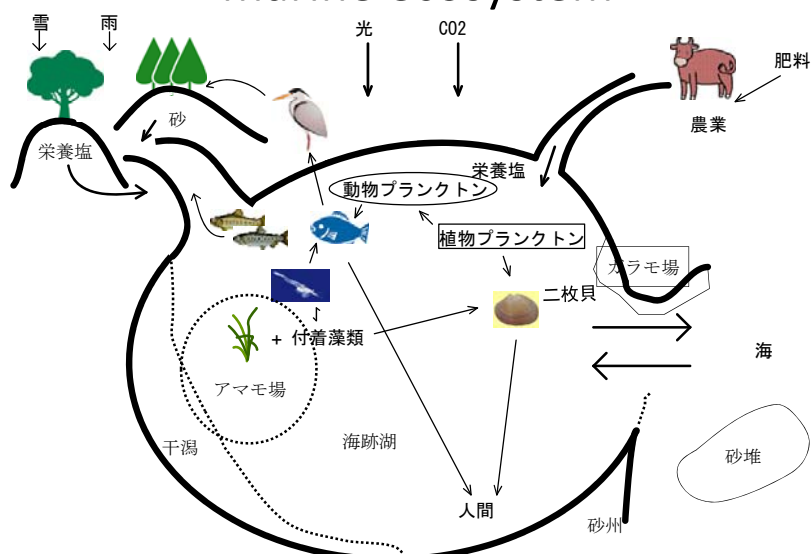 雪
雨
光
CO2
肥料
農業
砂
栄養塩
栄養塩
動物プランクトン
植物プランクトン
ガラモ場
二枚貝
+ 付着藻類
海
アマモ場
干潟
海跡湖
砂堆
人間
砂州